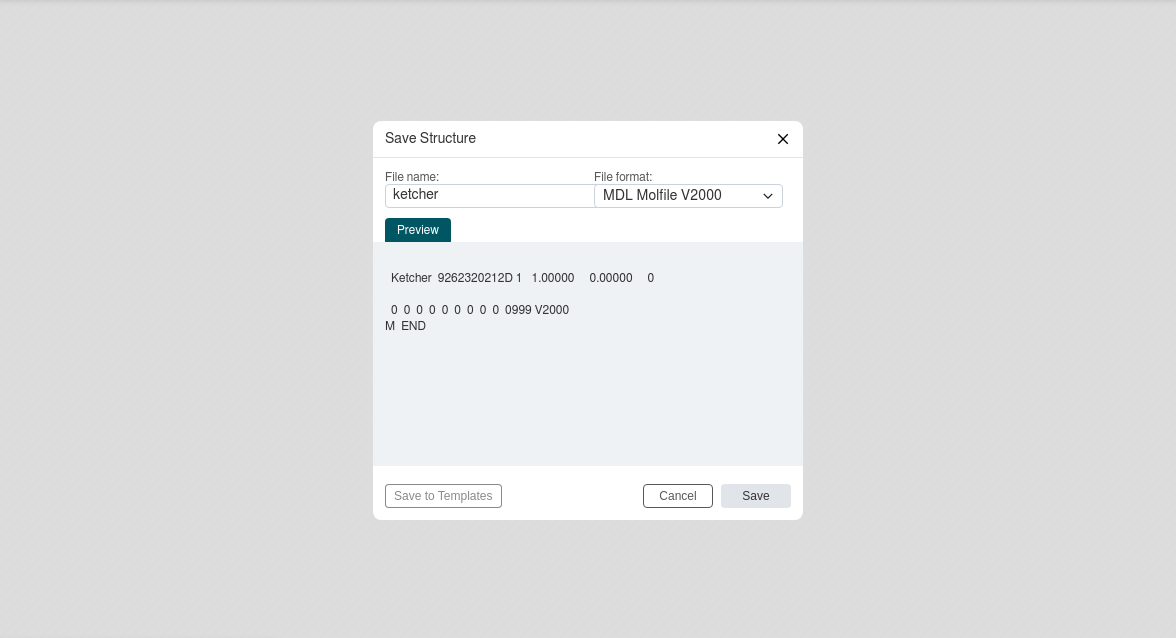 Save Structure
File name:
File format:
ketcher
MDL Molfile V2000
Preview
Ketcher 9262320212D 1 1.00000 0.00000 0
0 0 0 0 0 0 0 0 0 0999 V2000
M END
Save to Templates
Cancel
Save